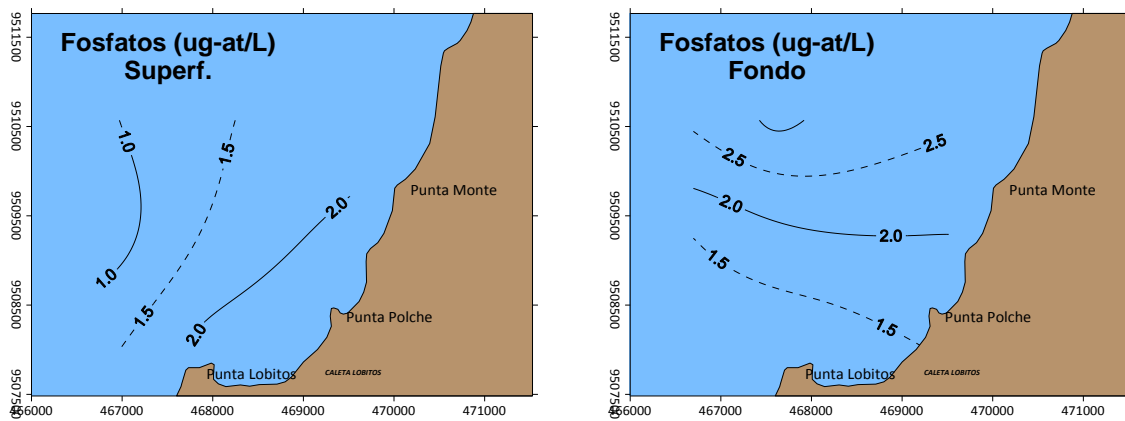 Fosfatos (ug-at/L)
Superf.
9511500
9510500
9509500
9508500
9507500
1.0
1.5
2.0
1.0
1.5
2.0
Punta Monte
Punta Polche
Punta Lobitos
CALETA LOBITOS
466000 467000 468000 469000 470000 471000
Fosfatos (ug-at/L)
Fondo
9511500
9510500
9509500
9508500
9507500
2.5
2.5
2.0
2.0
1.5
1.5
Punta Monte
Punta Polche
Punta Lobitos
CALETA LOBITOS
466000 467000 468000 469000 470000 471000